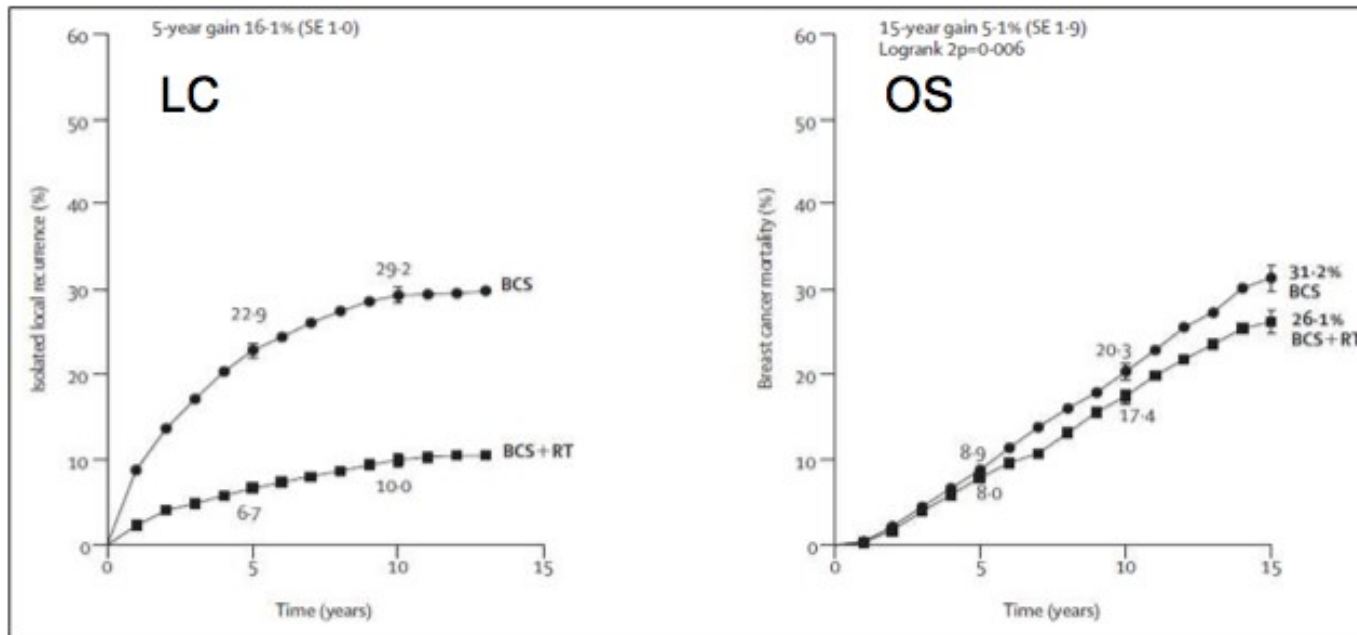 5-year gain 16·1% (SE 1·0)
LC
Isolated local recurrence (%)
60
50
40
30
20
10
0
22·9
29·2
BCS
6·7
10·0
BCS+RT
0
5
10
15
Time (years)
15-year gain 5·1% (SE 1·9)
Logrank 2p=0·006
OS
Breast cancer mortality (%)
60
50
40
30
20
10
0
8·9
20·3
31·2%
BCS
26·1%
BCS+RT
8·0
17·4
0
5
10
15
Time (years)